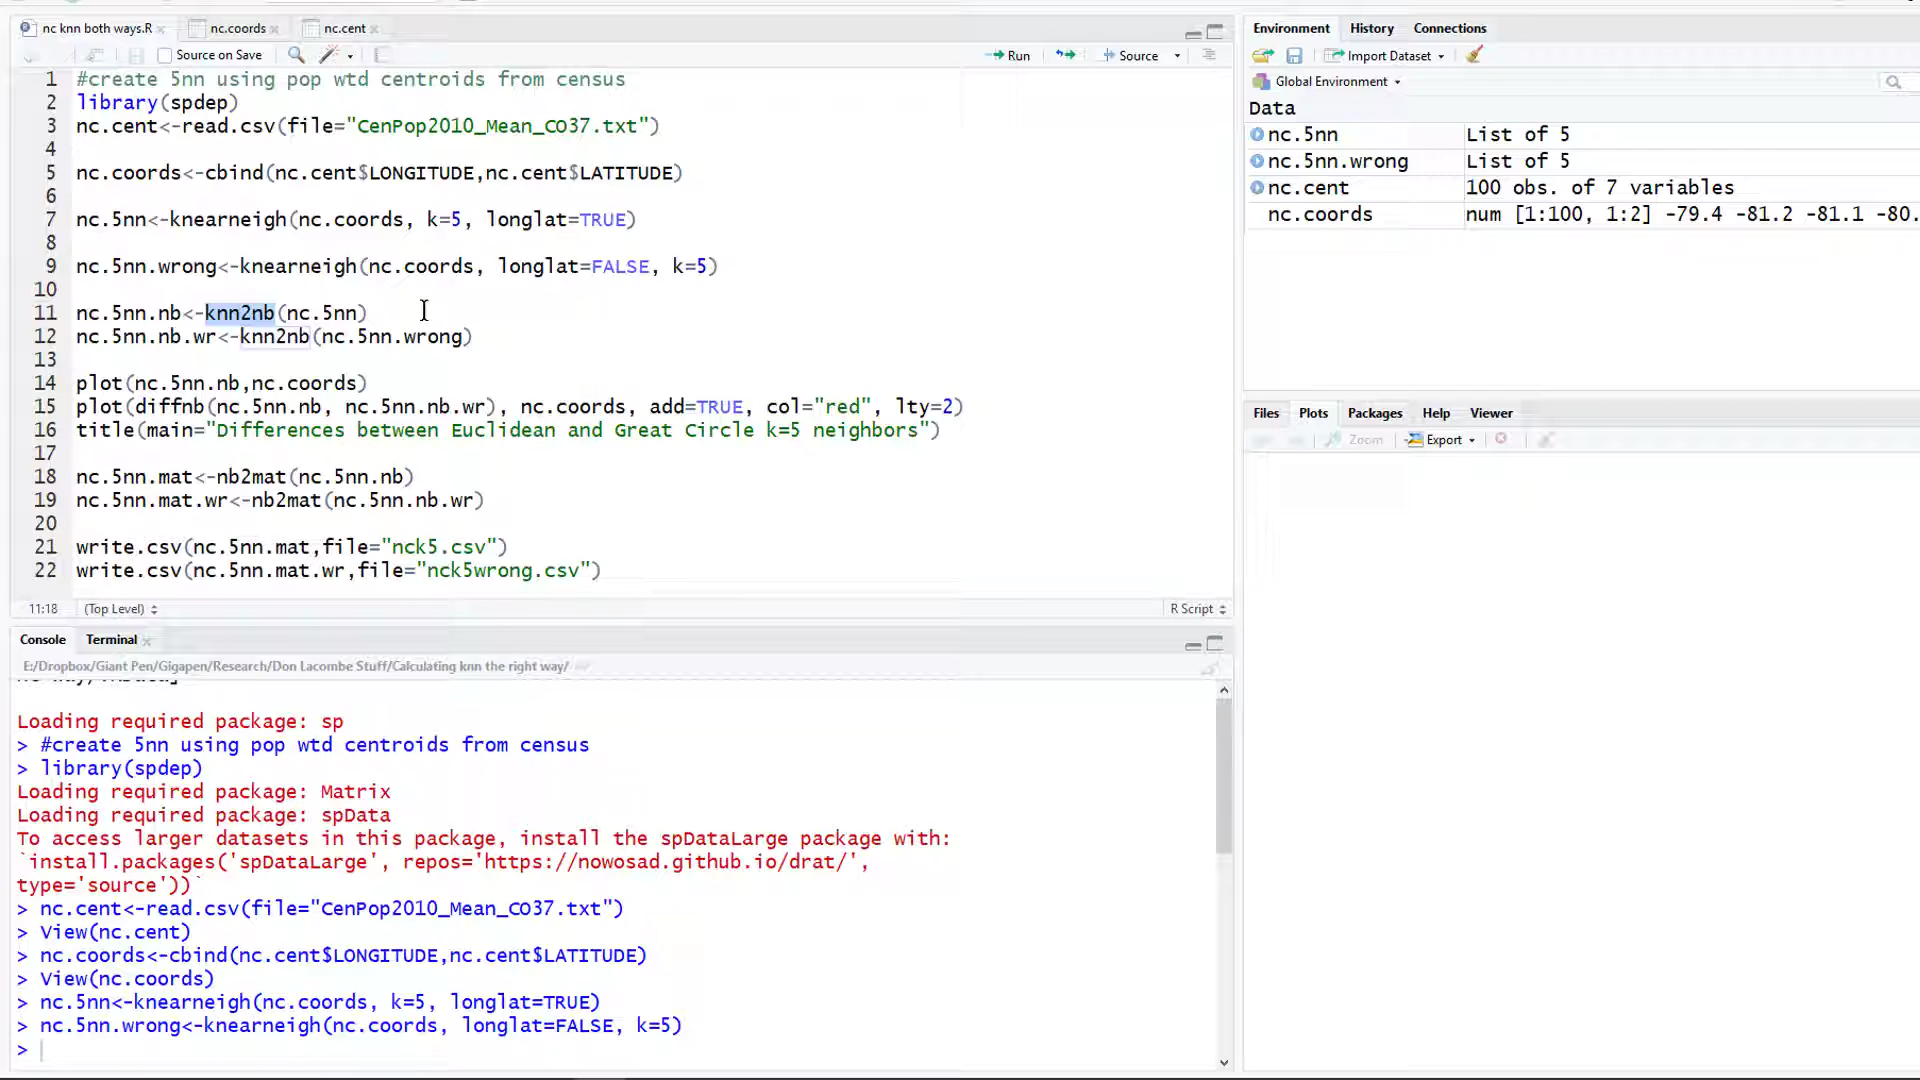 nc knn both ways.R
nc.coords
nc.cent
Source on Save
Run
Source
1 #create 5nn using pop wtd centroids from census
2 library(spdep)
3 nc.cent<-read.csv(file="CenPop2010_Mean_CO37.txt")
4
5 nc.coords<-cbind(nc.cent$LONGITUDE,nc.cent$LATITUDE)
6
7 nc.5nn<-knearneigh(nc.coords, k=5, longlat=TRUE)
8
9 nc.5nn.wrong<-knearneigh(nc.coords, longlat=FALSE, k=5)
10
11 nc.5nn.nb<-knn2nb(nc.5nn)
12 nc.5nn.nb.wr<-knn2nb(nc.5nn.wrong)
13
14 plot(nc.5nn.nb,nc.coords)
15 plot(diffnb(nc.5nn.nb, nc.5nn.nb.wr), nc.coords, add=TRUE, col="red", lty=2)
16 title(main="Differences between Euclidean and Great Circle k=5 neighbors")
17
18 nc.5nn.mat<-nb2mat(nc.5nn.nb)
19 nc.5nn.mat.wr<-nb2mat(nc.5nn.nb.wr)
20
21 write.csv(nc.5nn.mat,file="nck5.csv")
22 write.csv(nc.5nn.mat.wr,file="nck5wrong.csv")
11:18 (Top Level) R Script
Console Terminal
E:/Dropbox/Giant Pen/Gigapen/Research/Don Lacombe Stuff/Calculating knn the right way/
Loading required package: sp
> #create 5nn using pop wtd centroids from census
> library(spdep)
Loading required package: Matrix
Loading required package: spData
To access larger datasets in this package, install the spDataLarge package with:
`install.packages('spDataLarge', repos='https://nowosad.github.io/drat/',
type='source'))`
> nc.cent<-read.csv(file="CenPop2010_Mean_CO37.txt")
> View(nc.cent)
> nc.coords<-cbind(nc.cent$LONGITUDE,nc.cent$LATITUDE)
> View(nc.coords)
> nc.5nn<-knearneigh(nc.coords, k=5, longlat=TRUE)
> nc.5nn.wrong<-knearneigh(nc.coords, longlat=FALSE, k=5)
>
Environment History Connections
Import Dataset
Global Environment
Data
nc.5nn List of 5
nc.5nn.wrong List of 5
nc.cent 100 obs. of 7 variables
nc.coords num [1:100, 1:2] -79.4 -81.2 -81.1 -80.
Files Plots Packages Help Viewer
Zoom Export